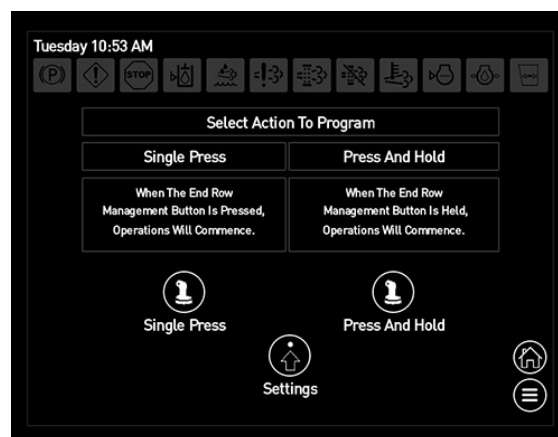 Tuesday 10:53 AM
(P)
STOP
Select Action To Program
Single Press
Press And Hold
When The End Row
Management Button Is Pressed,
Operations Will Commence.
When The End Row
Management Button Is Held,
Operations Will Commence.
Single Press
Press And Hold
Settings